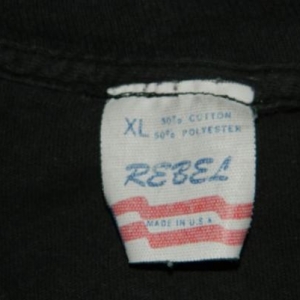 XL 50% COTTON
50% POLYESTER
REBEL
MADE IN U.S.A.